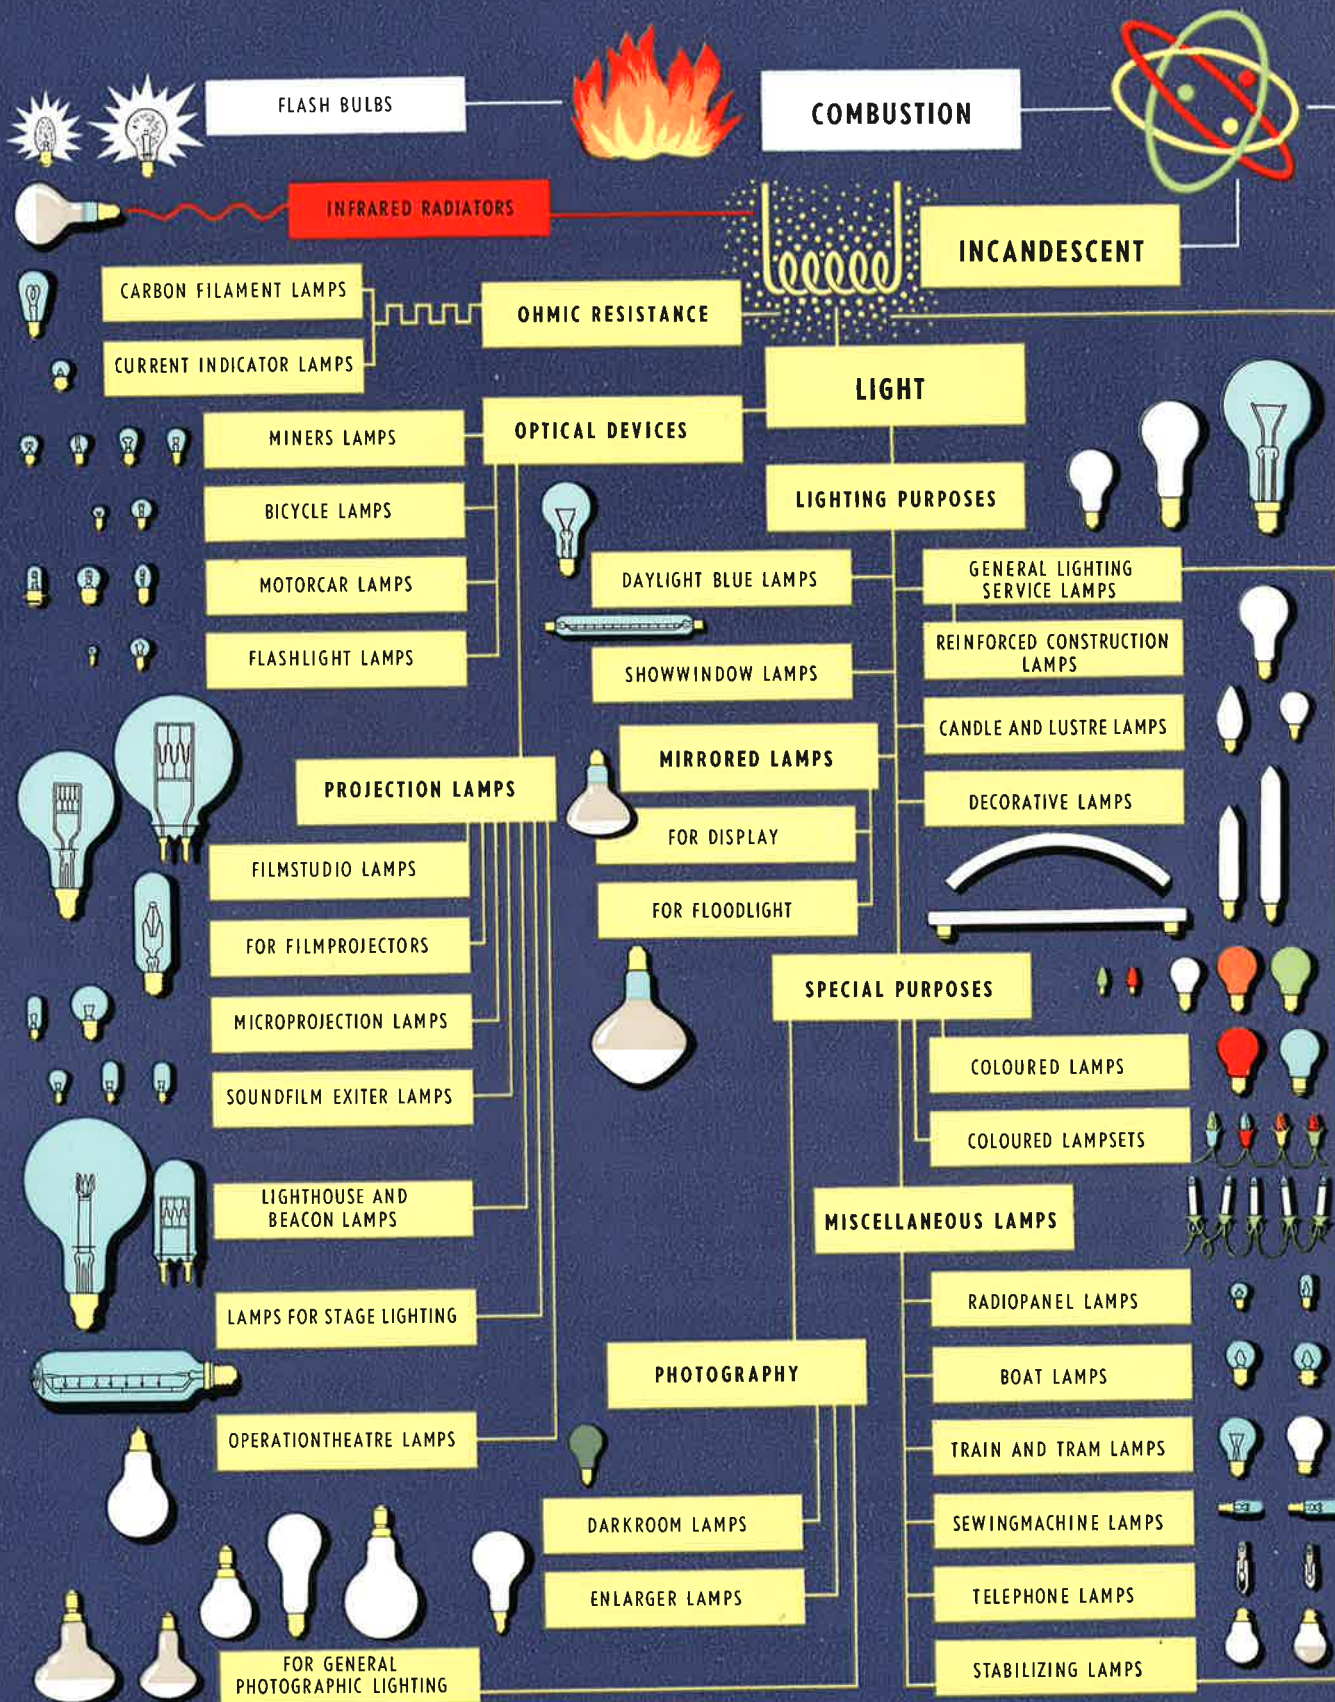 FLASH BULBS
COMBUSTION
INFRARED RADIATORS
INCANDESCENT
CARBON FILAMENT LAMPS
OHMIC RESISTANCE
CURRENT INDICATOR LAMPS
LIGHT
OPTICAL DEVICES
MINERS LAMPS
BICYCLE LAMPS
MOTORCAR LAMPS
FLASHLIGHT LAMPS
LIGHTING PURPOSES
DAYLIGHT BLUE LAMPS
GENERAL LIGHTING
SERVICE LAMPS
REINFORCED CONSTRUCTION
LAMPS
SHOWWINDOW LAMPS
CANDLE AND LUSTRE LAMPS
MIRRORED LAMPS
DECORATIVE LAMPS
FOR DISPLAY
FOR FLOODLIGHT
PROJECTION LAMPS
FILMSTUDIO LAMPS
FOR FILMPROJECTORS
MICROPROJECTION LAMPS
SOUNDFILM EXITER LAMPS
LIGHTHOUSE AND
BEACON LAMPS
LAMPS FOR STAGE LIGHTING
OPERATIONTHEATRE LAMPS
SPECIAL PURPOSES
COLOURED LAMPS
COLOURED LAMPSETS
MISCELLANEOUS LAMPS
RADIOPANEL LAMPS
BOAT LAMPS
TRAIN AND TRAM LAMPS
SEWINGMACHINE LAMPS
TELEPHONE LAMPS
STABILIZING LAMPS
PHOTOGRAPHY
DARKROOM LAMPS
ENLARGER LAMPS
FOR GENERAL
PHOTOGRAPHIC LIGHTING